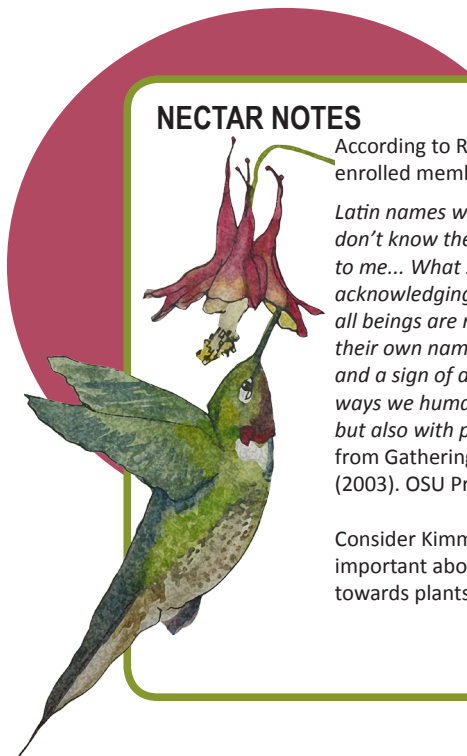 NECTAR NOTES
According to R
enrolled memb
Latin names w
don't know the
to me... What s
acknowledging
all beings are r
their own nam
and a sign of a
ways we huma
but also with p
from Gathering
(2003). OSU Pr
Consider Kimm
important abou
towards plants